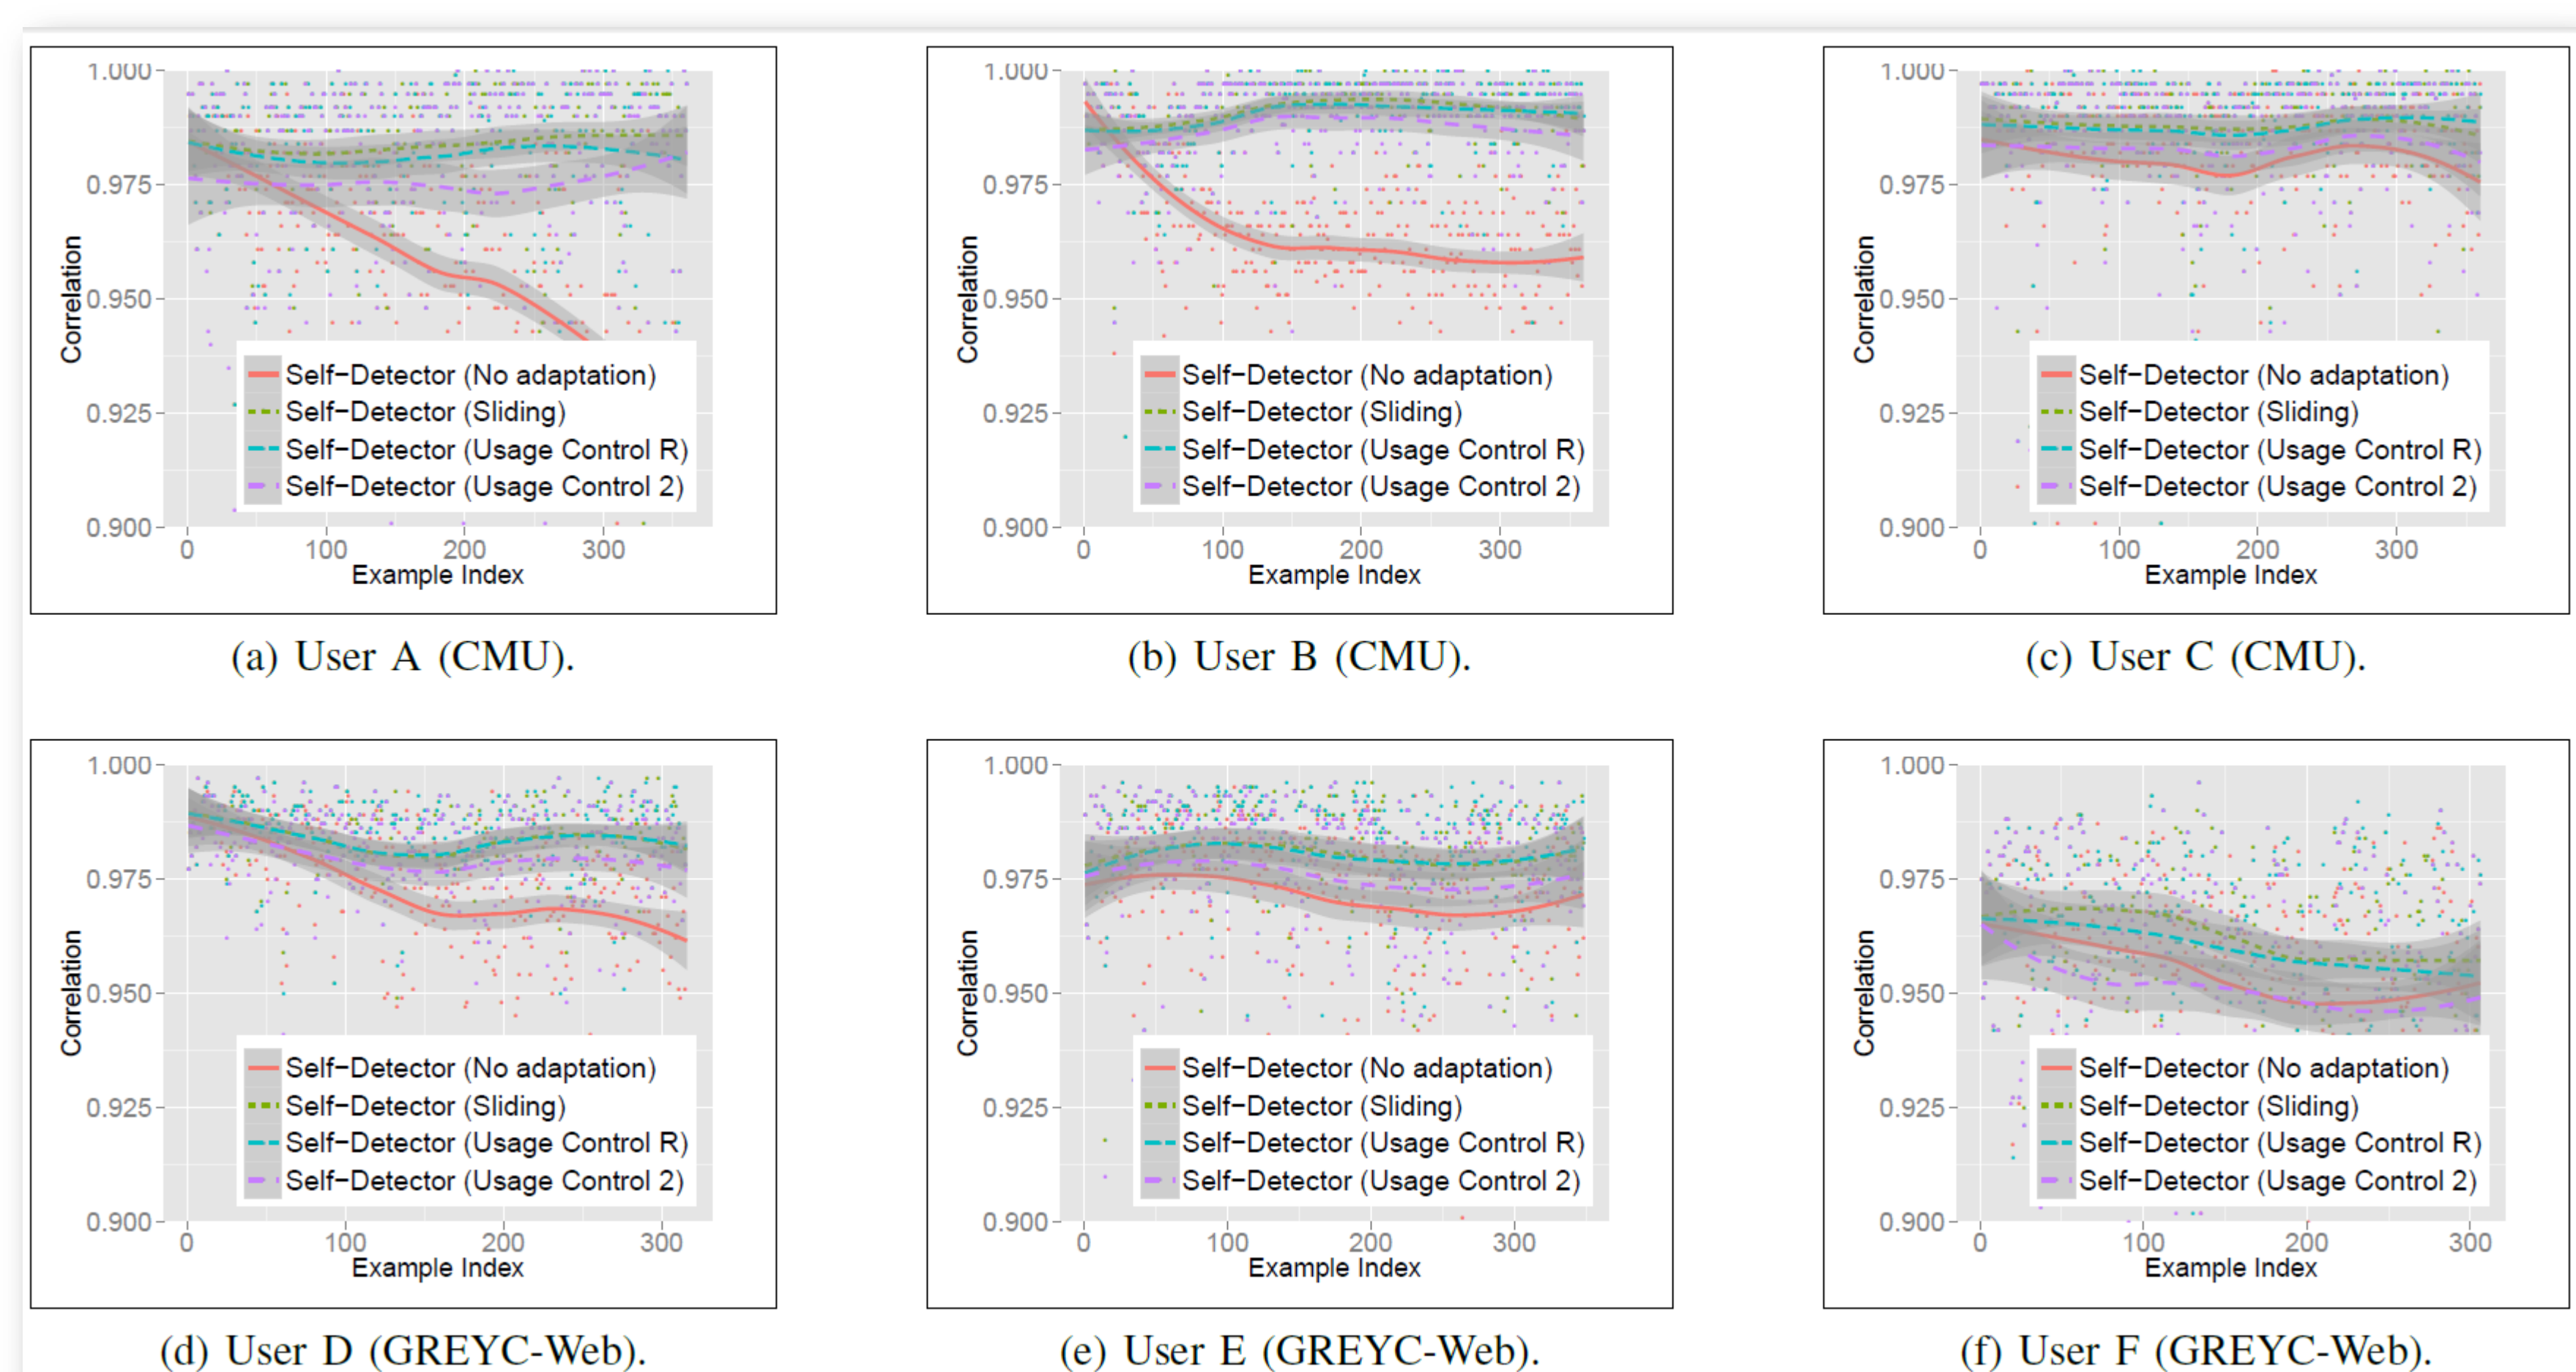 1.000
0.975
0.950
0.925
0.900
Correlation
Self-Detector (No adaptation)
Self-Detector (Sliding)
Self-Detector (Usage Control R)
Self-Detector (Usage Control 2)
0 100 200 300
Example Index
(a) User A (CMU).
1.000
0.975
0.950
0.925
0.900
Correlation
Self-Detector (No adaptation)
Self-Detector (Sliding)
Self-Detector (Usage Control R)
Self-Detector (Usage Control 2)
0 100 200 300
Example Index
(b) User B (CMU).
1.000
0.975
0.950
0.925
0.900
Correlation
Self-Detector (No adaptation)
Self-Detector (Sliding)
Self-Detector (Usage Control R)
Self-Detector (Usage Control 2)
0 100 200 300
Example Index
(c) User C (CMU).
1.000
0.975
0.950
0.925
0.900
Correlation
Self-Detector (No adaptation)
Self-Detector (Sliding)
Self-Detector (Usage Control R)
Self-Detector (Usage Control 2)
0 100 200 300
Example Index
(d) User D (GREYC-Web).
1.000
0.975
0.950
0.925
0.900
Correlation
Self-Detector (No adaptation)
Self-Detector (Sliding)
Self-Detector (Usage Control R)
Self-Detector (Usage Control 2)
0 100 200 300
Example Index
(e) User E (GREYC-Web).
1.000
0.975
0.950
0.925
0.900
Correlation
Self-Detector (No adaptation)
Self-Detector (Sliding)
Self-Detector (Usage Control R)
Self-Detector (Usage Control 2)
0 100 200 300
Example Index
(f) User F (GREYC-Web).